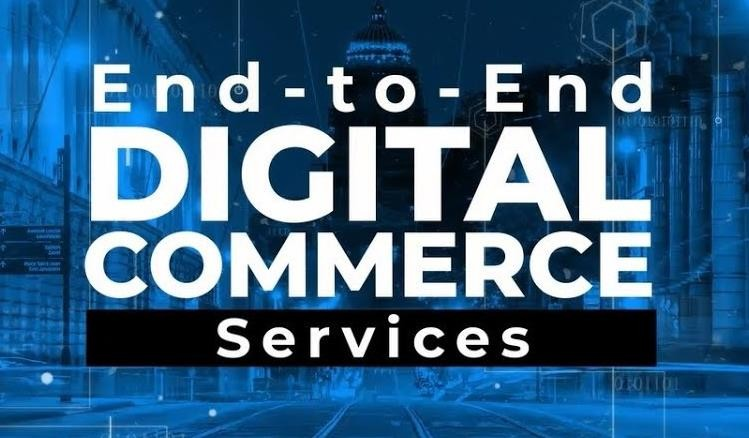 End-to-End
DIGITAL
COMMERCE
Services